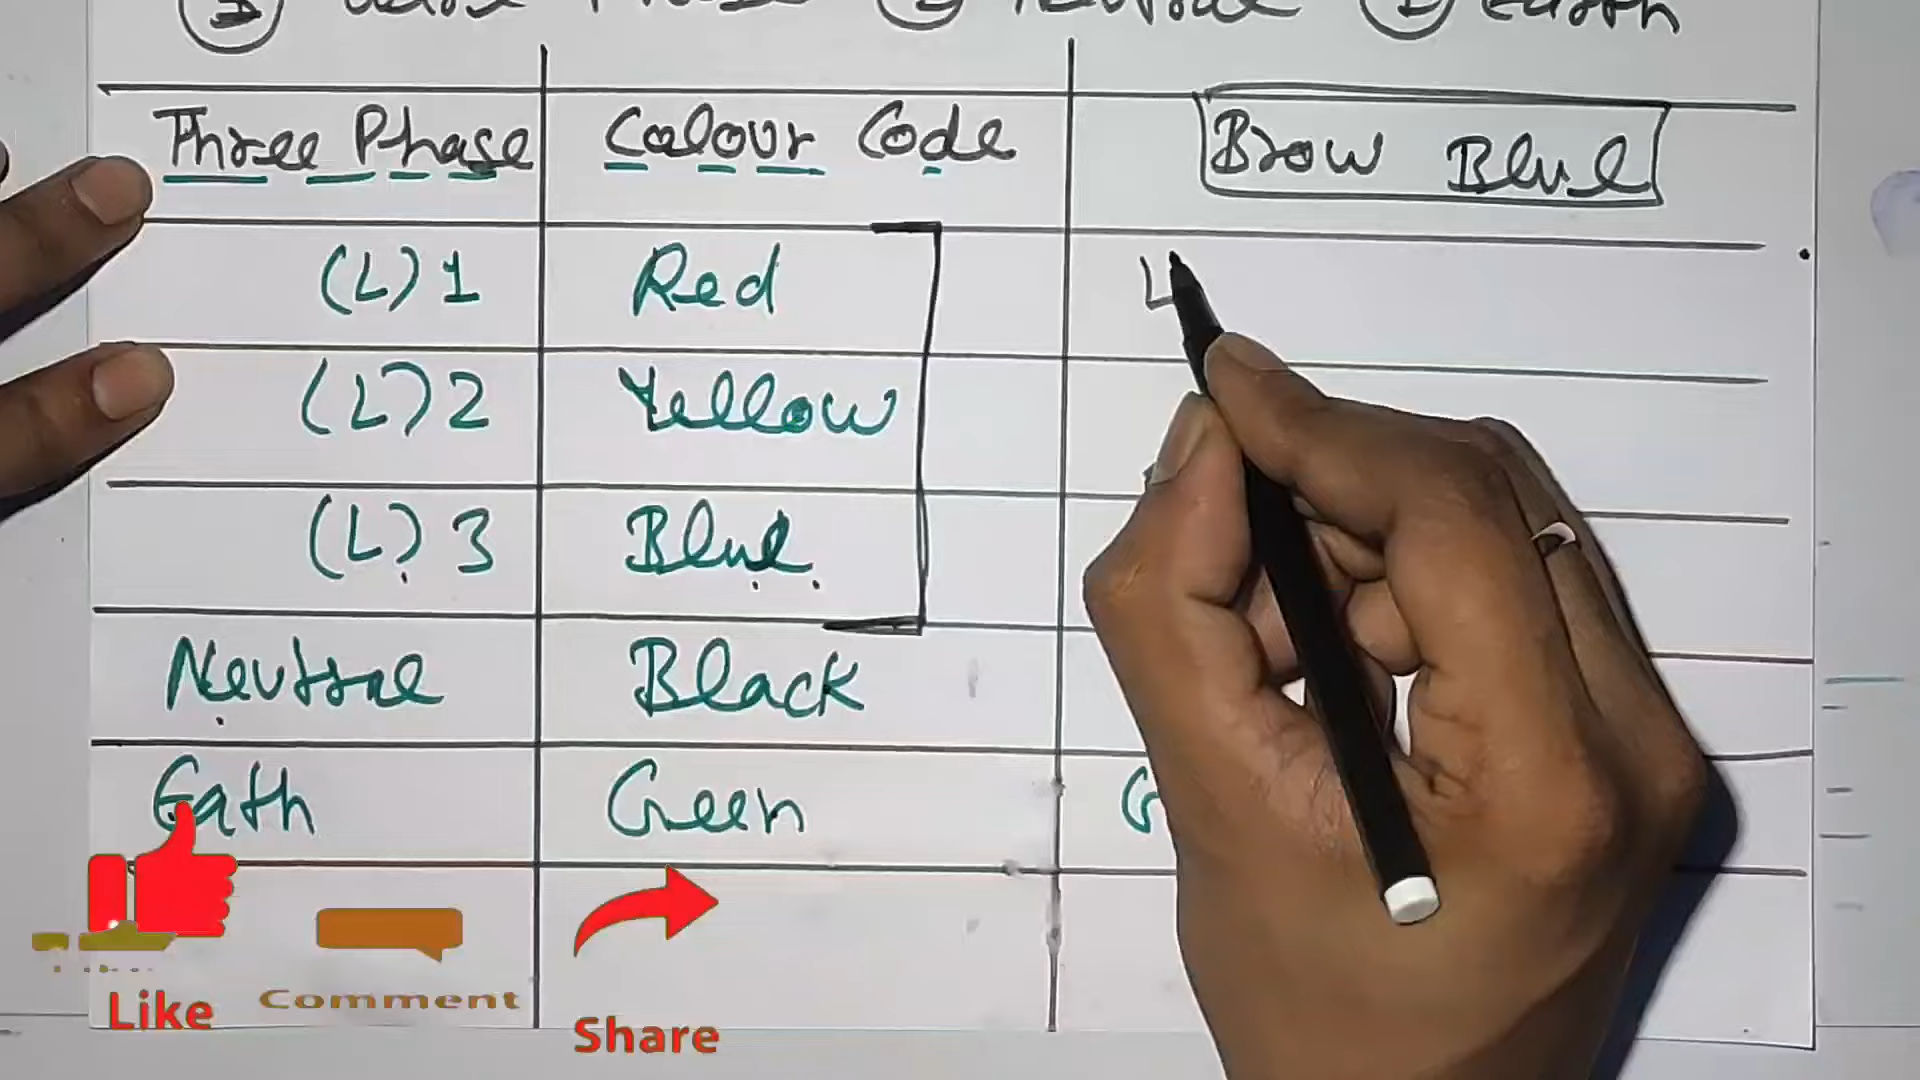 Three Phase Colour Code Brow Blue
(L) 1 Red L
(L) 2 Yellow
(L) 3 Blue
Neutral Black
Eath Green G
Like Comment Share